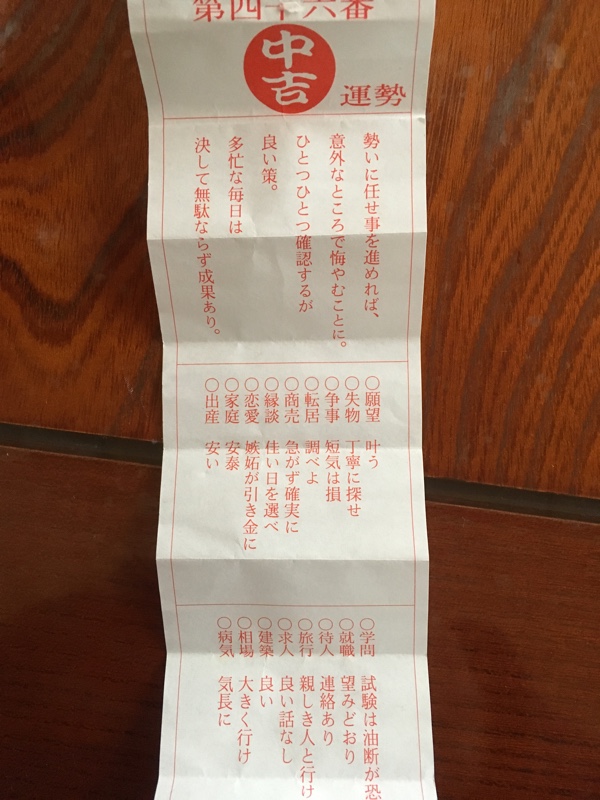 第四十六番
中吉
運勢
勢いに任せ事を進めれば、
意外なところで悔やむことに。
ひとつひとつ確認するが
良い策。
多忙な毎日は
決して無駄ならず成果あり。
○願望 叶う
○失物 丁寧に探せ
○争事 短気は損
○転居 調べよ
○商売 急がず確実に
○縁談 佳い日を選べ
○恋愛 嫉妬が引き金に
○家庭 安泰
○出産 安い
○学問 試験は油断が恐
○就職 望みどおり
○待人 連絡あり
○旅行 親しき人と行け
○求人 良い話なし
○建築 良い
○相場 大きく行け
○病気 気長に